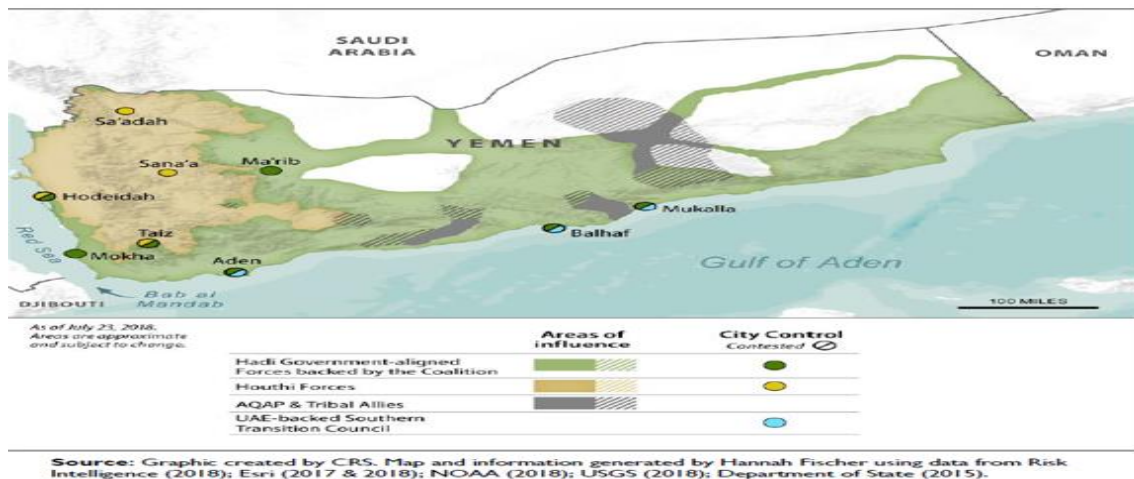 SAUDI
ARABIA
OMAN
Sa'adah
YEMEN
Sana'a
Ma'rib
Hodeidah
Mukalla
Taiz
Balhaf
Red Sea
Mokha
Aden
Gulf of Aden
DJIBOUTI
Bab al
Mandab
100 MILES
As of July 23, 2018.
Areas are approximate
and subject to change.
Areas of
influence
City Control
Contested
Hadi Government-aligned
Forces backed by the Coalition
Houthi Forces
AQAP & Tribal Allies
UAE-backed Southern
Transition Council
Source: Graphic created by CRS. Map and information generated by Hannah Fischer using data from Risk
Intelligence (2018); Esri (2017 & 2018); NOAA (2018); USGS (2018); Department of State (2015).